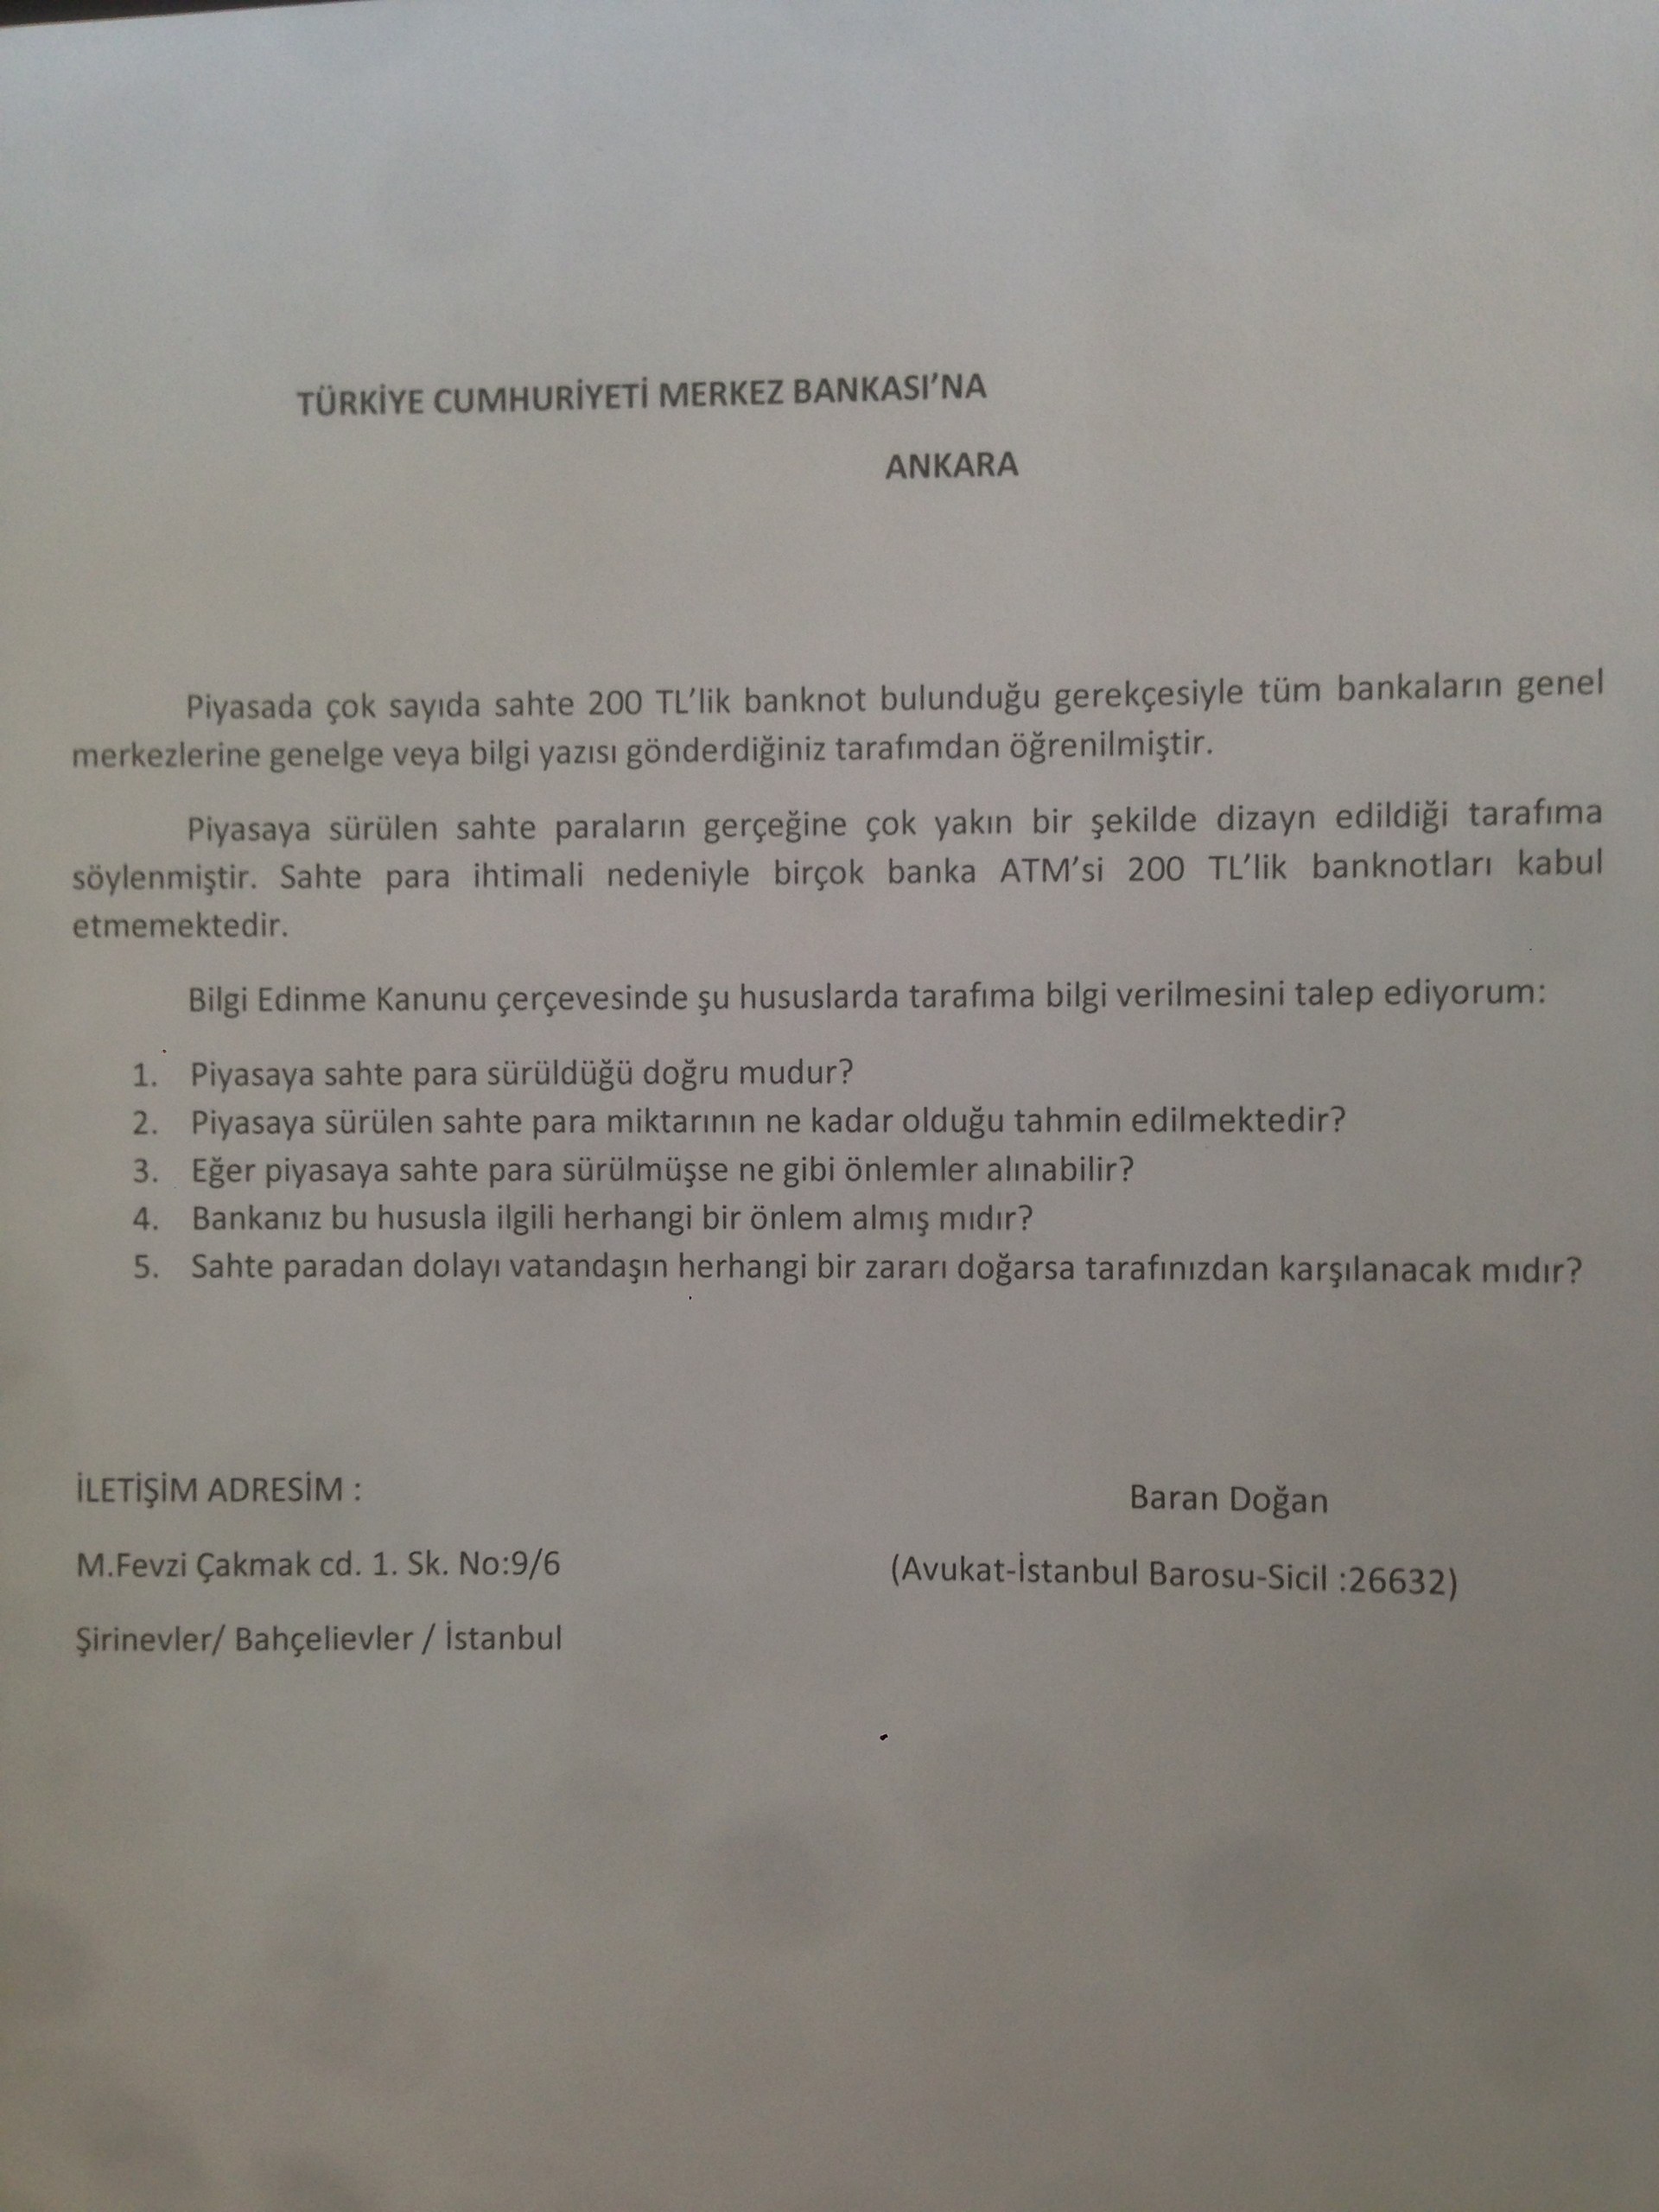 TÜRKİYE CUMHURİYETİ MERKEZ BANKASI'NA
ANKARA
Piyasada çok sayıda sahte 200 TL'lik banknot bulunduğu gerekçesiyle tüm bankaların genel
merkezlerine genelge veya bilgi yazısı gönderdiğiniz tarafımdan öğrenilmiştir.
Piyasaya sürülen sahte paraların gerçeğine çok yakın bir şekilde dizayn edildiği tarafıma
söylenmiştir. Sahte para ihtimali nedeniyle birçok banka ATM'si 200 TL'lik banknotları kabul
etmemektedir.
Bilgi Edinme Kanunu çerçevesinde şu hususlarda tarafıma bilgi verilmesini talep ediyorum:
1. Piyasaya sahte para sürüldüğü doğru mudur?
2. Piyasaya sürülen sahte para miktarının ne kadar olduğu tahmin edilmektedir?
3. Eğer piyasaya sahte para sürülmüşse ne gibi önlemler alınabilir?
4. Bankanız bu hususla ilgili herhangi bir önlem almış mıdır?
5. Sahte paradan dolayı vatandaşın herhangi bir zararı doğarsa tarafınızdan karşılanacak mıdır?
İLETİŞİM ADRESİM :
Baran Doğan
M.Fevzi Çakmak cd. 1. Sk. No:9/6
(Avukat-İstanbul Barosu-Sicil :26632)
Şirinevler/ Bahçelievler / İstanbul